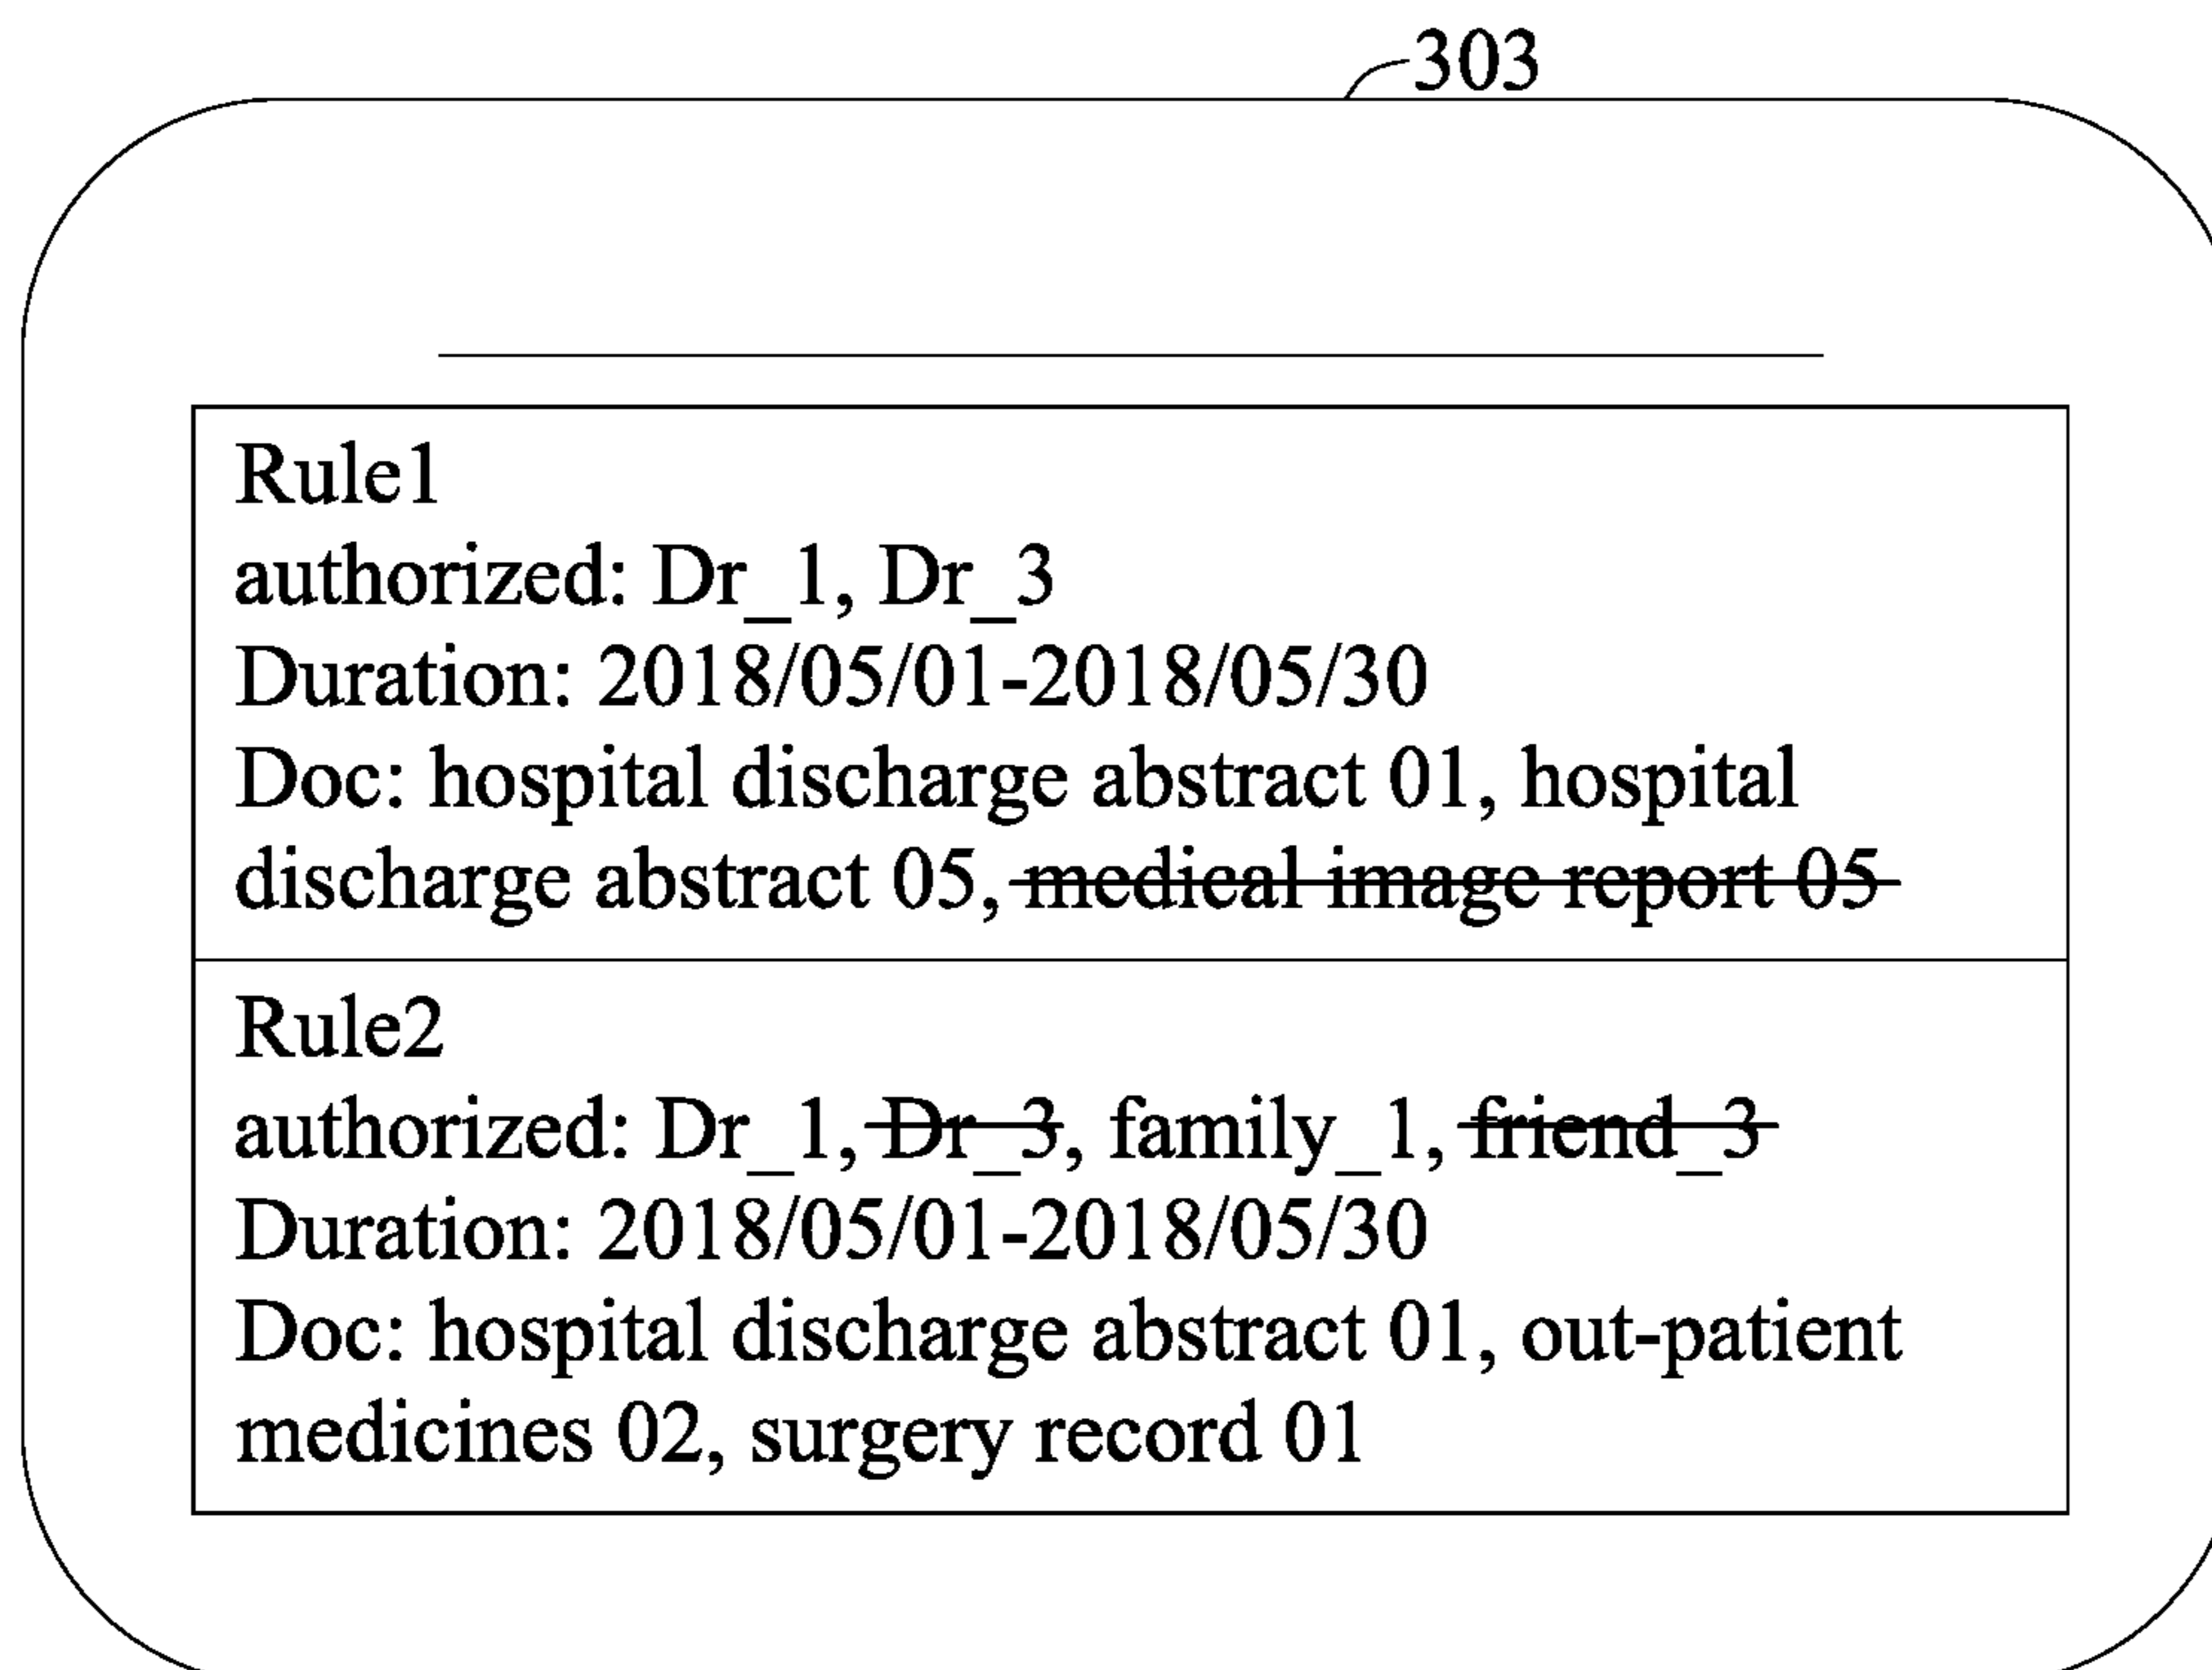 303
Rule1
authorized: Dr_1, Dr_3
Duration: 2018/05/01-2018/05/30
Doc: hospital discharge abstract 01, hospital
discharge abstract 05, medical image report 05
Rule2
authorized: Dr_1, Dr_3, family_1, friend_3
Duration: 2018/05/01-2018/05/30
Doc: hospital discharge abstract 01, out-patient
medicines 02, surgery record 01